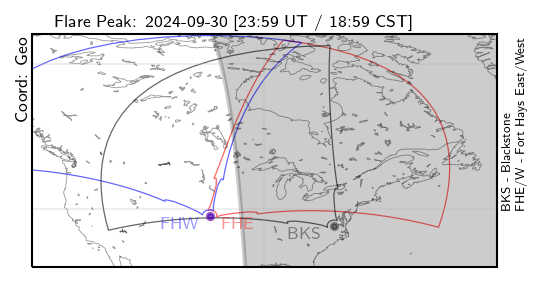 Flare Peak: 2024-09-30 [23:59 UT / 18:59 CST]
Coord: Geo
FHW
FHE
BKS
BKS - Blackstone
FHE/W - Fort Hays East/West